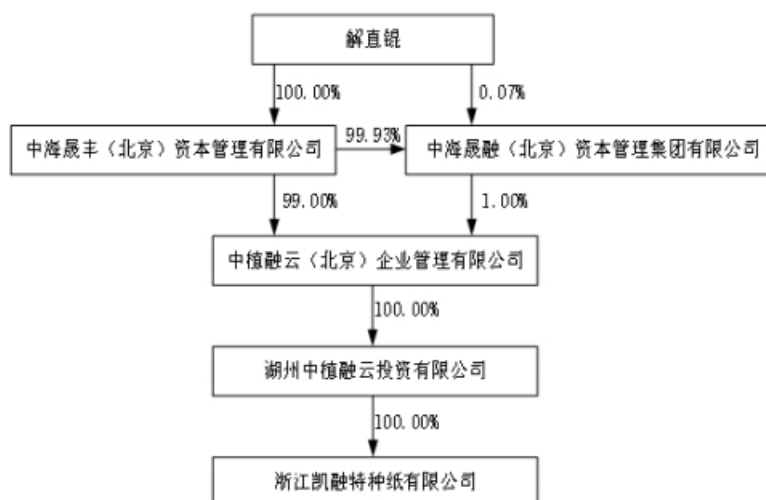 解直锟
100.00%
0.07%
中海晟丰（北京）资本管理有限公司
99.93%
中海晟融（北京）资本管理集团有限公司
99.00%
1.00%
中植融云（北京）企业管理有限公司
100.00%
湖州中植融云投资有限公司
100.00%
浙江凯融特种纸有限公司